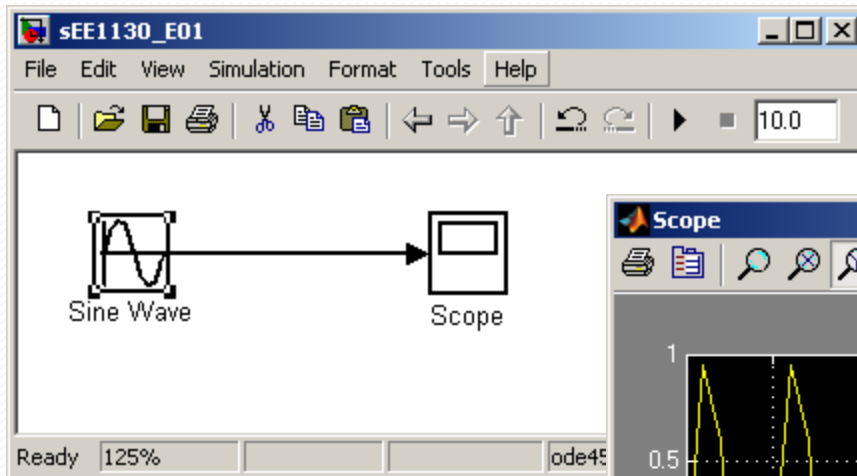 sEE1130_E01
File Edit View Simulation Format Tools Help
10.0
Sine Wave
Scope
Scope
1
0.5
Ready 125% ode45